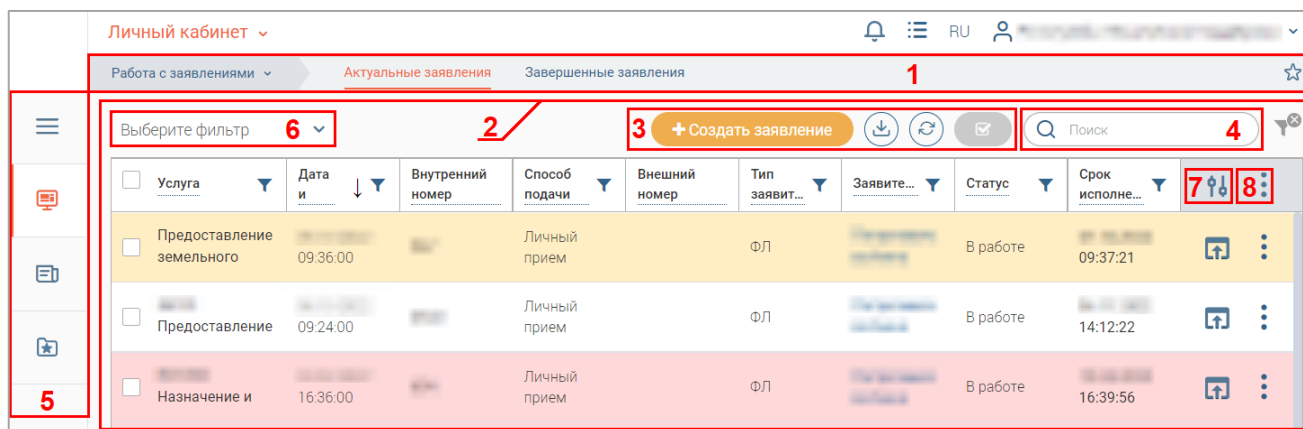 Личный кабинет
RU
Работа с заявлениями
Актуальные заявления
Завершенные заявления
1
Выберите фильтр
6
2
3
+ Создать заявление
Поиск
4
Услуга
Дата
и
Внутренний
номер
Способ
подачи
Внешний
номер
Тип
заявит...
Заявите...
Статус
Срок
исполне...
7
8
Предоставление
земельного
09:36:00
Личный
прием
ФЛ
В работе
09:37:21
Предоставление
09:24:00
Личный
прием
ФЛ
В работе
14:12:22
Назначение и
16:36:00
Личный
прием
ФЛ
В работе
16:39:56
5